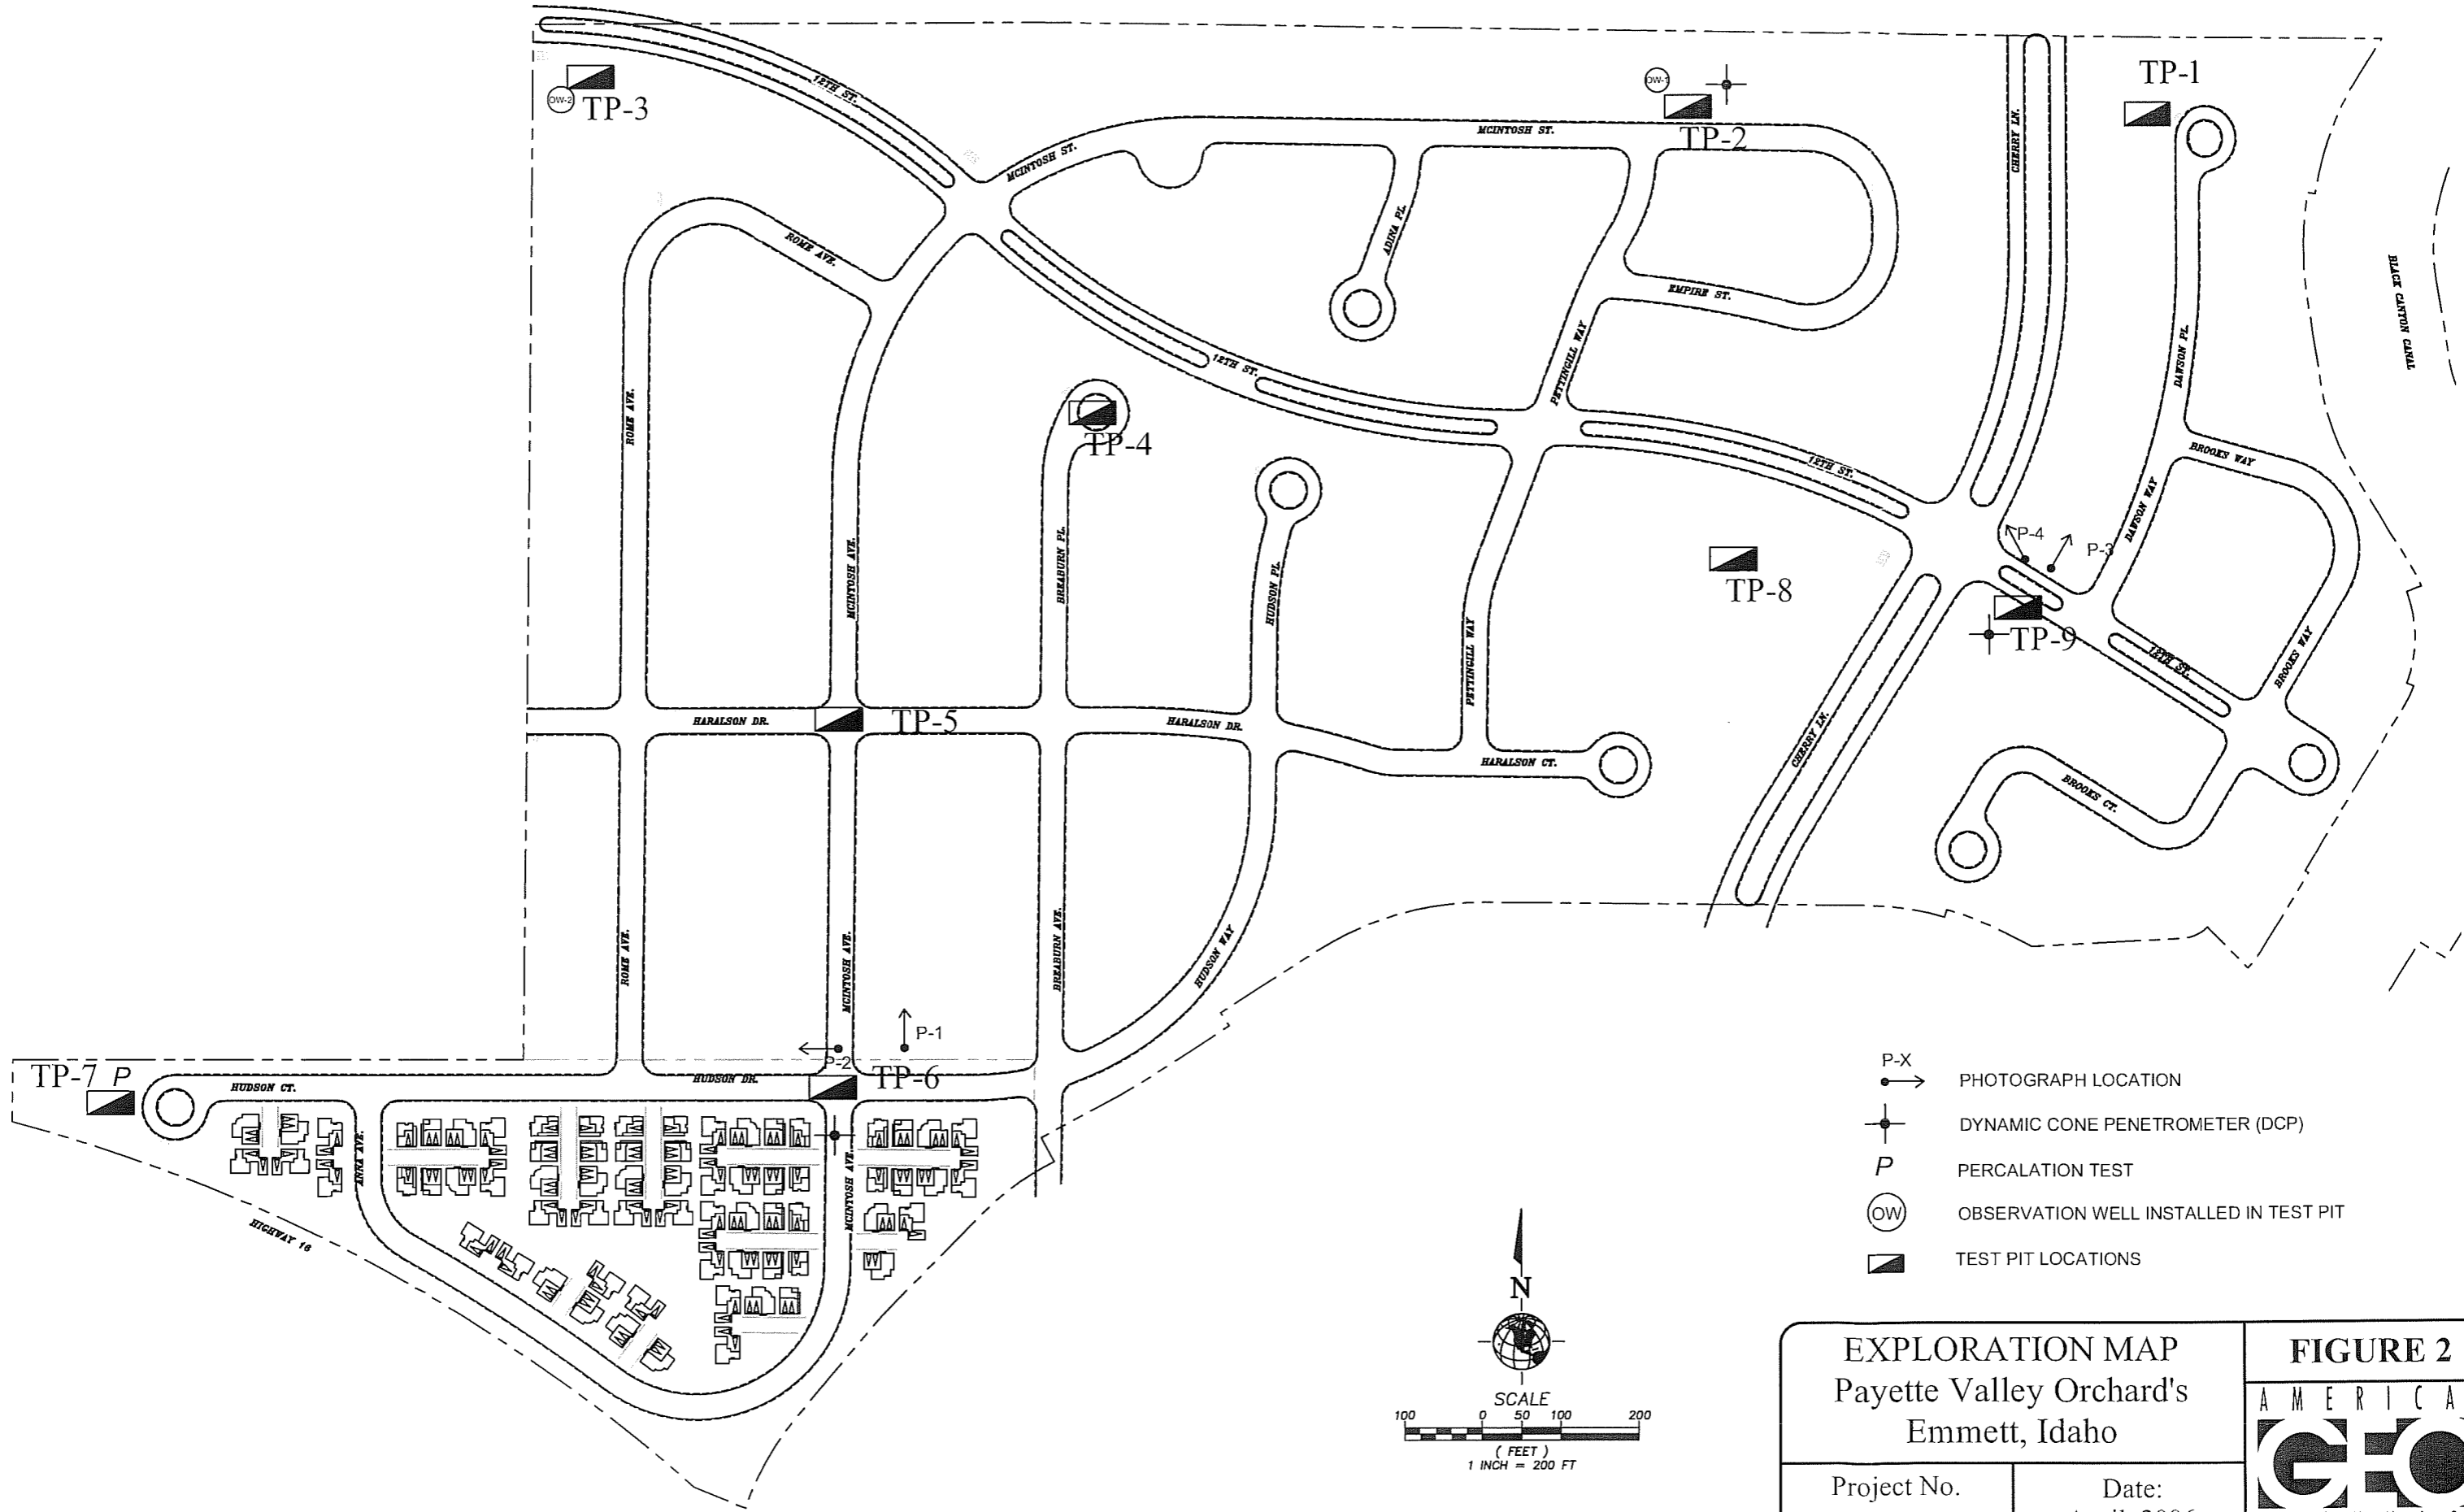 12TH ST.
OW-2
TP-3
OW-1
TP-2
TP-1
MCINTOSH ST.
MCINTOSH ST.
CHERRY LN.
ROME AVE.
ADINA PL.
EMPIRE ST.
BLACK CANYON CANAL
PETTINGILL WAY
DAWSON PL.
12TH ST.
ROME AVE.
TP-4
12TH ST.
BROOKS WAY
DAWSON WAY
MCINTOSH AVE.
BREABURN PL.
HUDSON PL.
TP-8
P-4
P-3
TP-9
PETTINGILL WAY
12TH ST.
BROOKS WAY
HARALSON DR.
TP-5
HARALSON DR.
HARALSON CT.
CHERRY LN.
BROOKS CT.
ROME AVE.
MCINTOSH AVE.
BREABURN AVE.
HUDSON WAY
P-1
P-2
TP-7 P
HUDSON CT.
HUDSON DR.
TP-6
ANNA AVE.
MCINTOSH AVE.
HIGHWAY 16
P-X
PHOTOGRAPH LOCATION
DYNAMIC CONE PENETROMETER (DCP)
P PERCALATION TEST
OW OBSERVATION WELL INSTALLED IN TEST PIT
TEST PIT LOCATIONS
N
SCALE
100 0 50 100 200
( FEET )
1 INCH = 200 FT
EXPLORATION MAP
Payette Valley Orchard's
Emmett, Idaho
FIGURE 2
AMERICA
GEO
Project No.
Date: